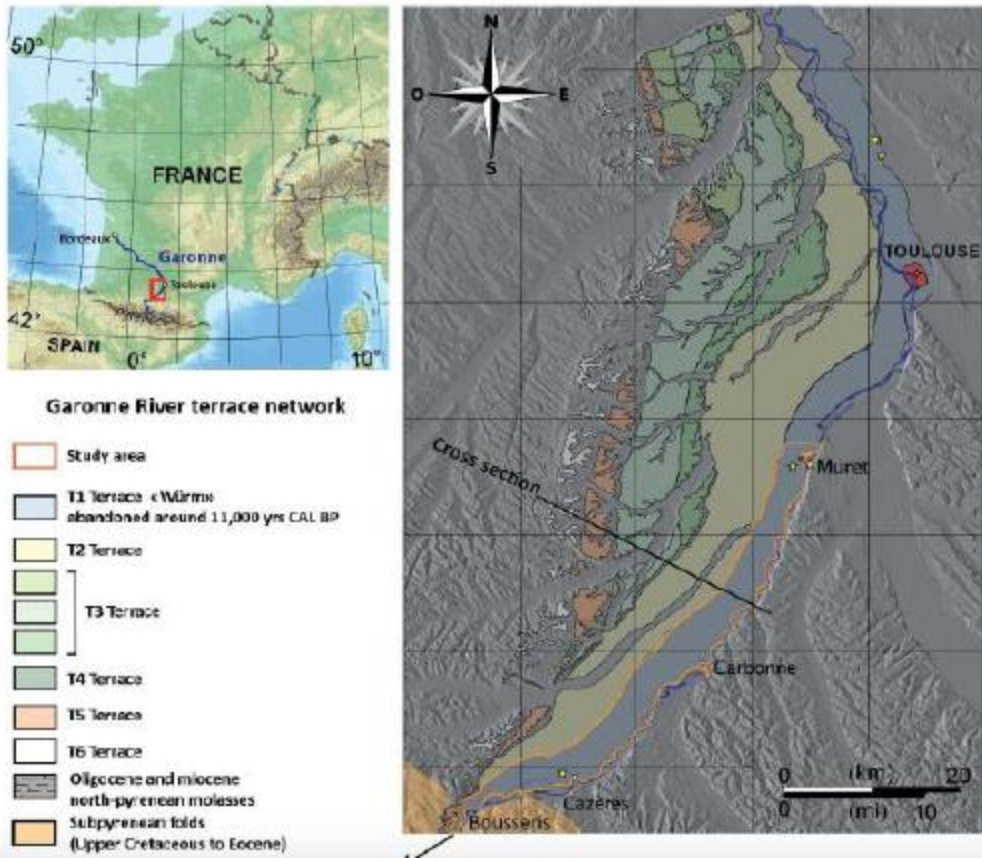 50°
FRANCE
Bordeaux
Garonne
Toulouse
42°
SPAIN
0°
10°
Garonne River terrace network
Study area
T1 Terrace « Würm»
abandoned around 11,000 yrs CAL BP
T2 Terrace
T3 Terrace
T4 Terrace
T5 Terrace
T6 Terrace
Oligocene and miocene
north-pyrenean molasses
Subpyrenean folds
(Upper Cretaceous to Eocene)
N
O
E
S
TOULOUSE
Cross section
Muret
Carbonne
Cazères
Boussens
0 (km) 20
0 (mi) 10